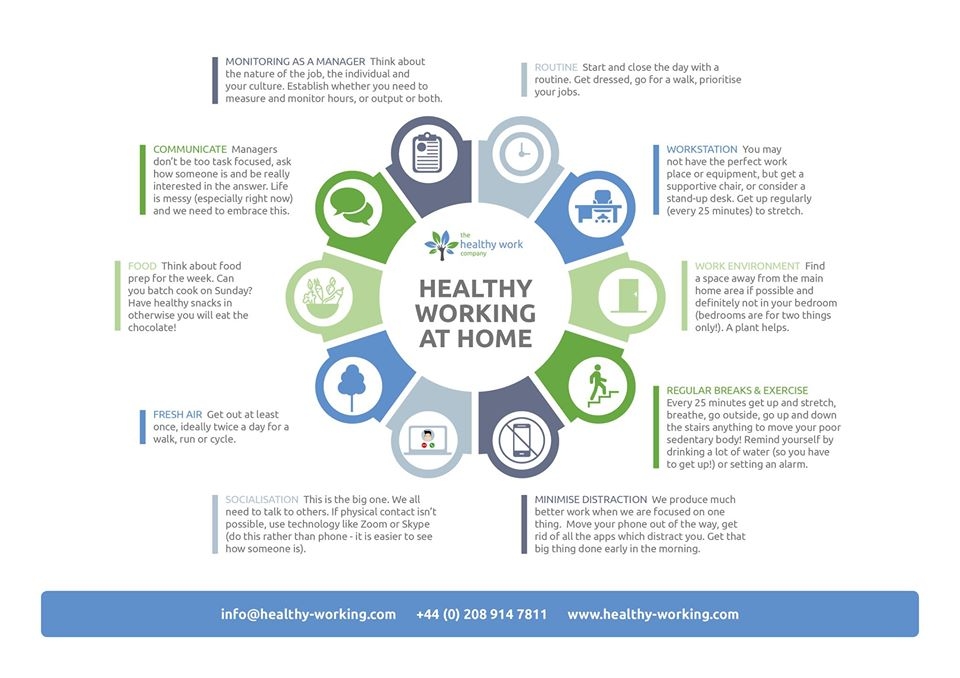 MONITORING AS A MANAGER Think about
the nature of the job, the individual and
your culture. Establish whether you need to
measure and monitor hours, or output or both.
ROUTINE Start and close the day with a
routine. Get dressed, go for a walk, prioritise
your jobs.
COMMUNICATE Managers
don't be too task focused, ask
how someone is and be really
interested in the answer. Life
is messy (especially right now)
and we need to embrace this.
WORKSTATION You may
not have the perfect work
place or equipment, but get a
supportive chair, or consider a
stand-up desk. Get up regularly
(every 25 minutes) to stretch.
the
healthy work
company
HEALTHY
WORKING
AT HOME
FOOD Think about food
prep for the week. Can
you batch cook on Sunday?
Have healthy snacks in
otherwise you will eat the
chocolate!
WORK ENVIRONMENT Find
a space away from the main
home area if possible and
definitely not in your bedroom
(bedrooms are for two things
only!). A plant helps.
FRESH AIR Get out at least
once, ideally twice a day for a
walk, run or cycle.
REGULAR BREAKS & EXERCISE
Every 25 minutes get up and stretch,
breathe, go outside, go up and down
the stairs anything to move your poor
sedentary body! Remind yourself by
drinking a lot of water (so you have
to get up!) or setting an alarm.
SOCIALISATION This is the big one. We all
need to talk to others. If physical contact isn't
possible, use technology like Zoom or Skype
(do this rather than phone - it is easier to see
how someone is).
MINIMISE DISTRACTION We produce much
better work when we are focused on one
thing. Move your phone out of the way, get
rid of all the apps which distract you. Get that
big thing done early in the morning.
info@healthy-working.com +44 (0) 208 914 7811 www.healthy-working.com